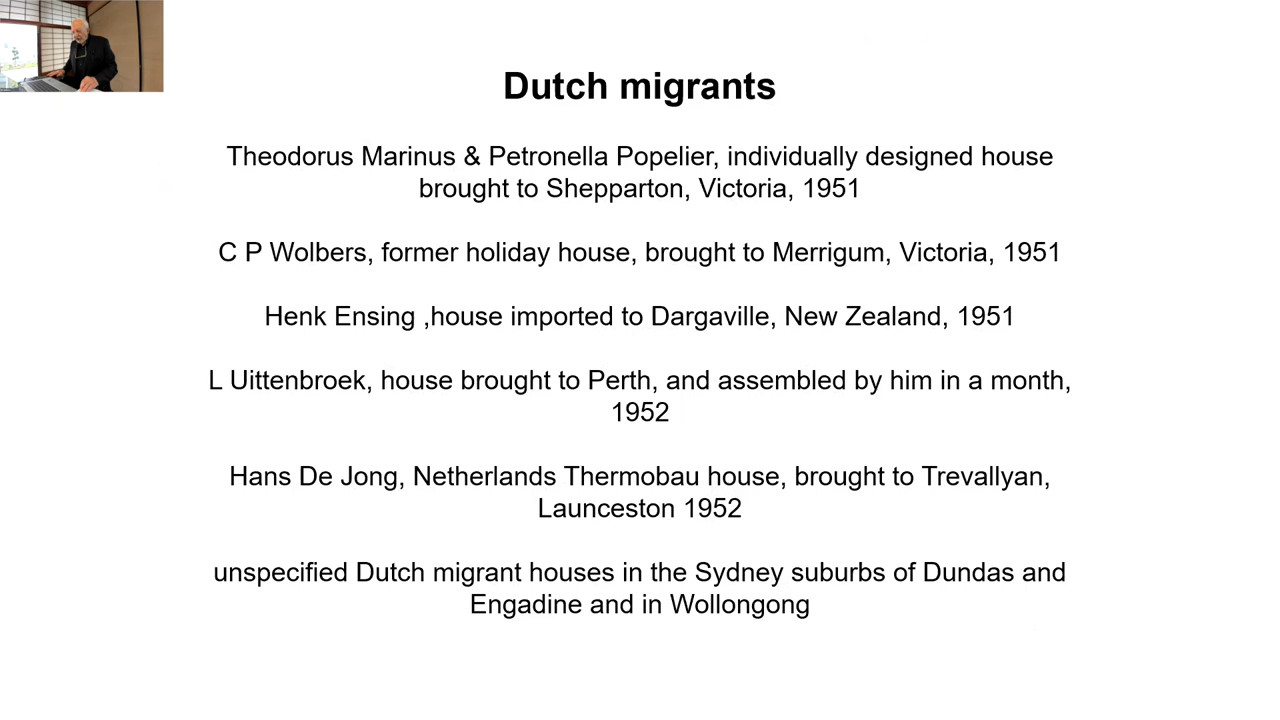 Dutch migrants
Theodorus Marinus & Petronella Popelier, individually designed house
brought to Shepparton, Victoria, 1951
C P Wolbers, former holiday house, brought to Merrigum, Victoria, 1951
Henk Ensing ,house imported to Dargaville, New Zealand, 1951
L Uittenbroek, house brought to Perth, and assembled by him in a month,
1952
Hans De Jong, Netherlands Thermobau house, brought to Trevallyan,
Launceston 1952
unspecified Dutch migrant houses in the Sydney suburbs of Dundas and
Engadine and in Wollongong